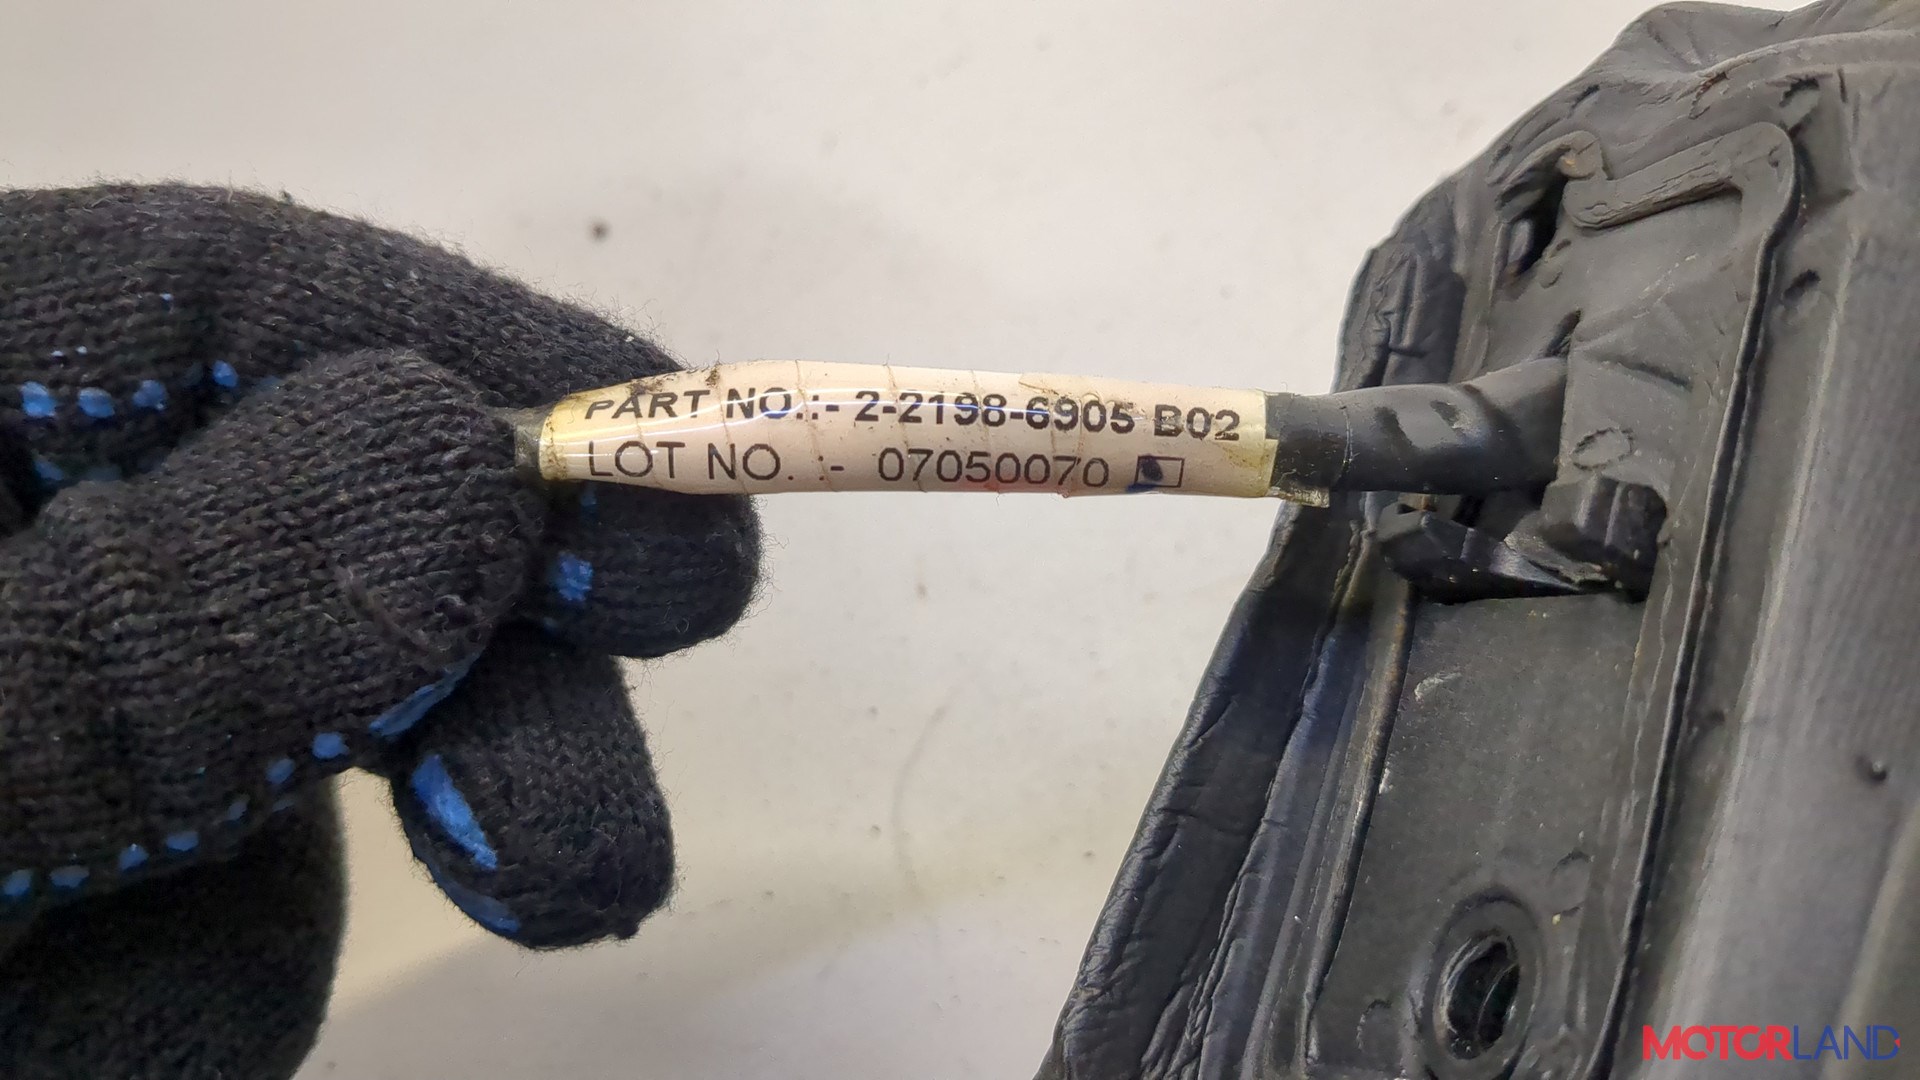 PART NO.:- 2-2198-6905 B02
LOT NO. :- 07050070
MOTORLAND